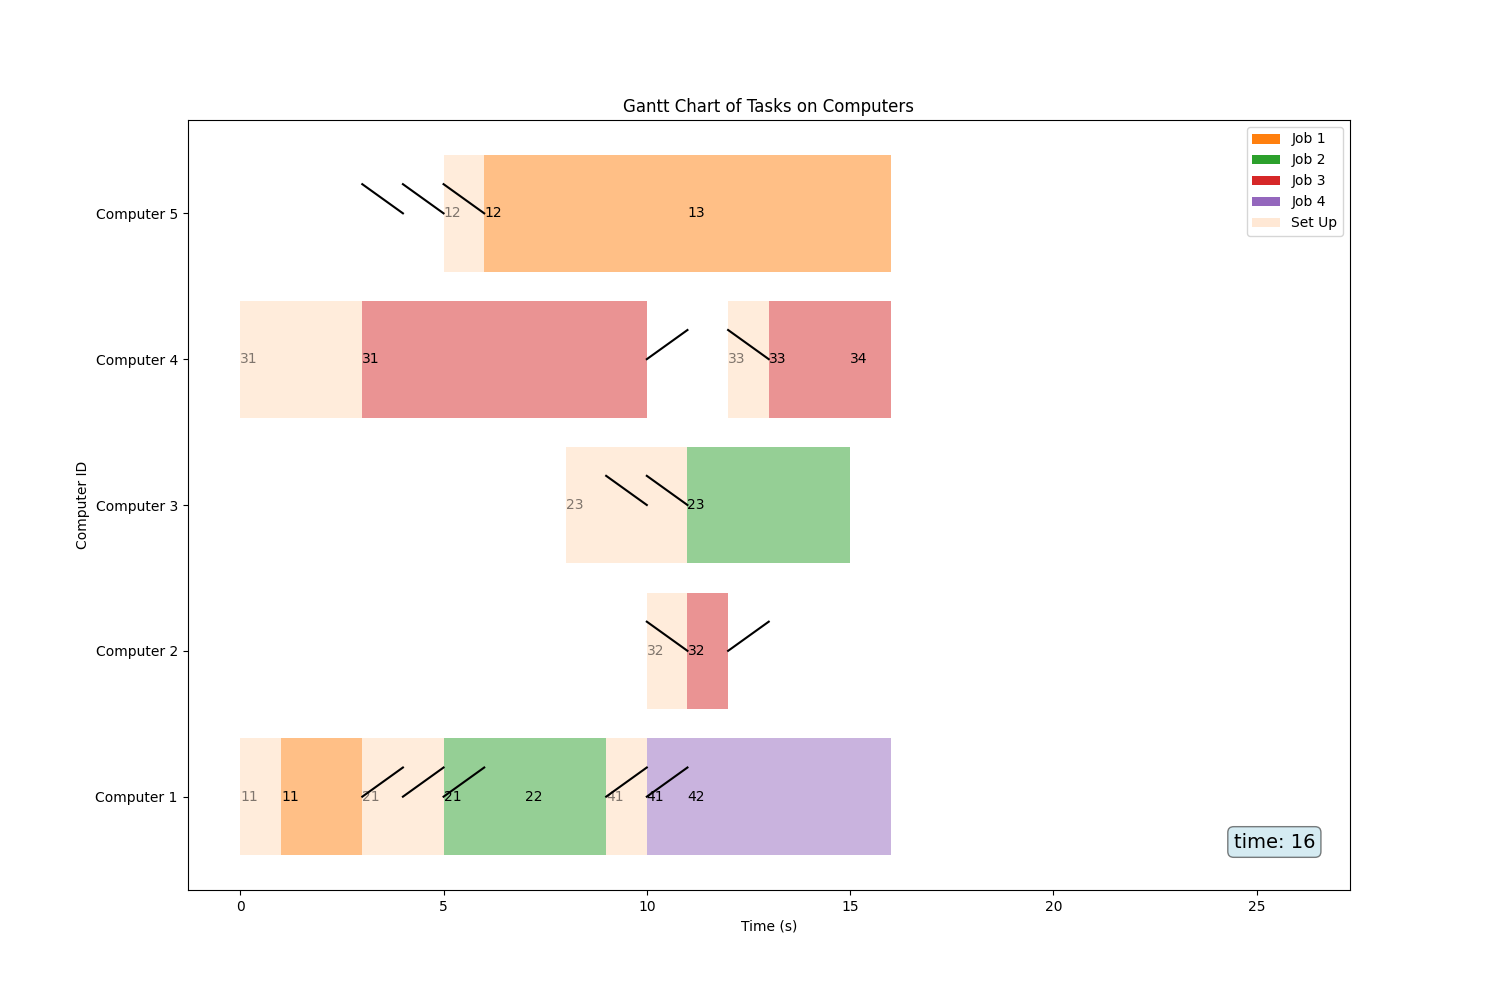 Gantt Chart of Tasks on Computers
Job 1
Job 2
Job 3
Job 4
Set Up
Computer 5
12 12 13
Computer 4
31 31 33 33 34
Computer 3
23 23
Computer 2
32 32
Computer 1
11 11 21 21 22 41 41 42
Computer ID
time: 16
0 5 10 15 20 25
Time (s)